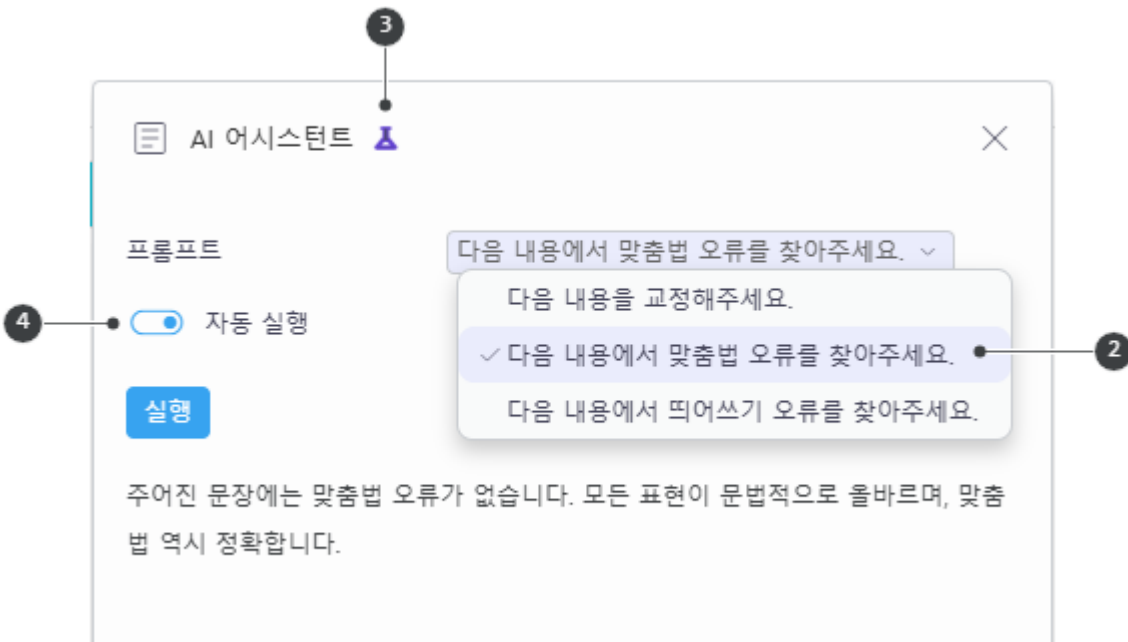 3
AI 어시스턴트
프롬프트
다음 내용에서 맞춤법 오류를 찾아주세요.
다음 내용을 교정해주세요.
4
자동 실행
다음 내용에서 맞춤법 오류를 찾아주세요.
2
실행
다음 내용에서 띄어쓰기 오류를 찾아주세요.
주어진 문장에는 맞춤법 오류가 없습니다. 모든 표현이 문법적으로 올바르며, 맞춤
법 역시 정확합니다.